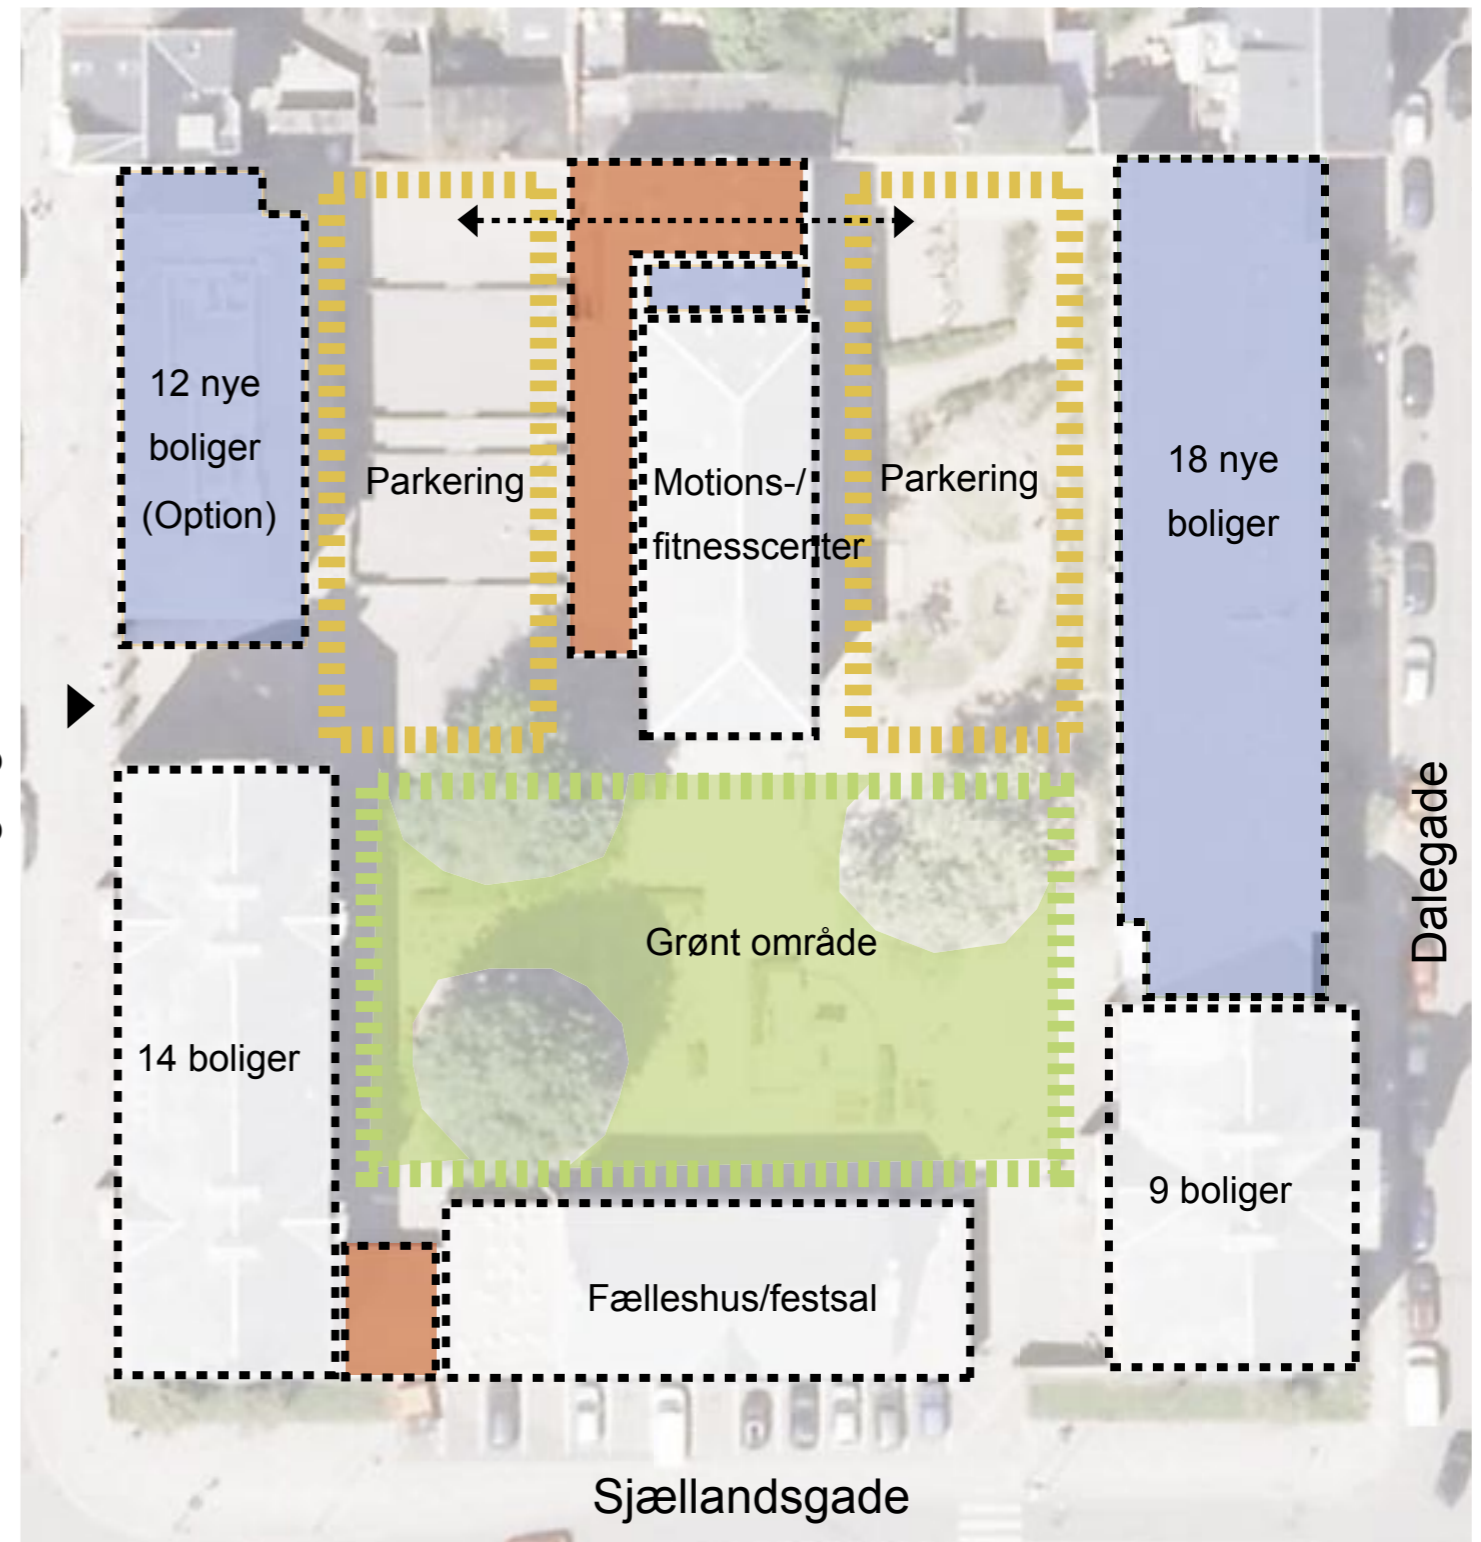 12 nye
boliger
(Option)
Parkering
Motions-/
fitnesscenter
Parkering
18 nye
boliger
Grønt område
14 boliger
9 boliger
Fælleshus/festsal
Dalegade
Sjællandsgade